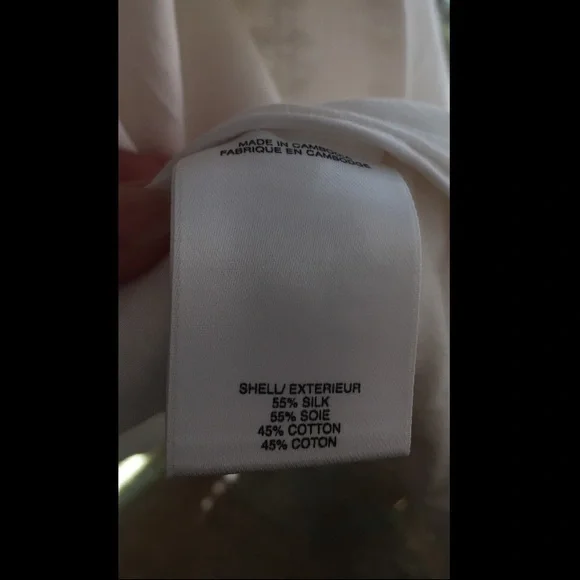 MADE IN CAMBODIA
FABRIQUE EN CAMBODGE
SHELL/ EXTERIEUR
55% SILK
55% SOIE
45% COTTON
45% COTON